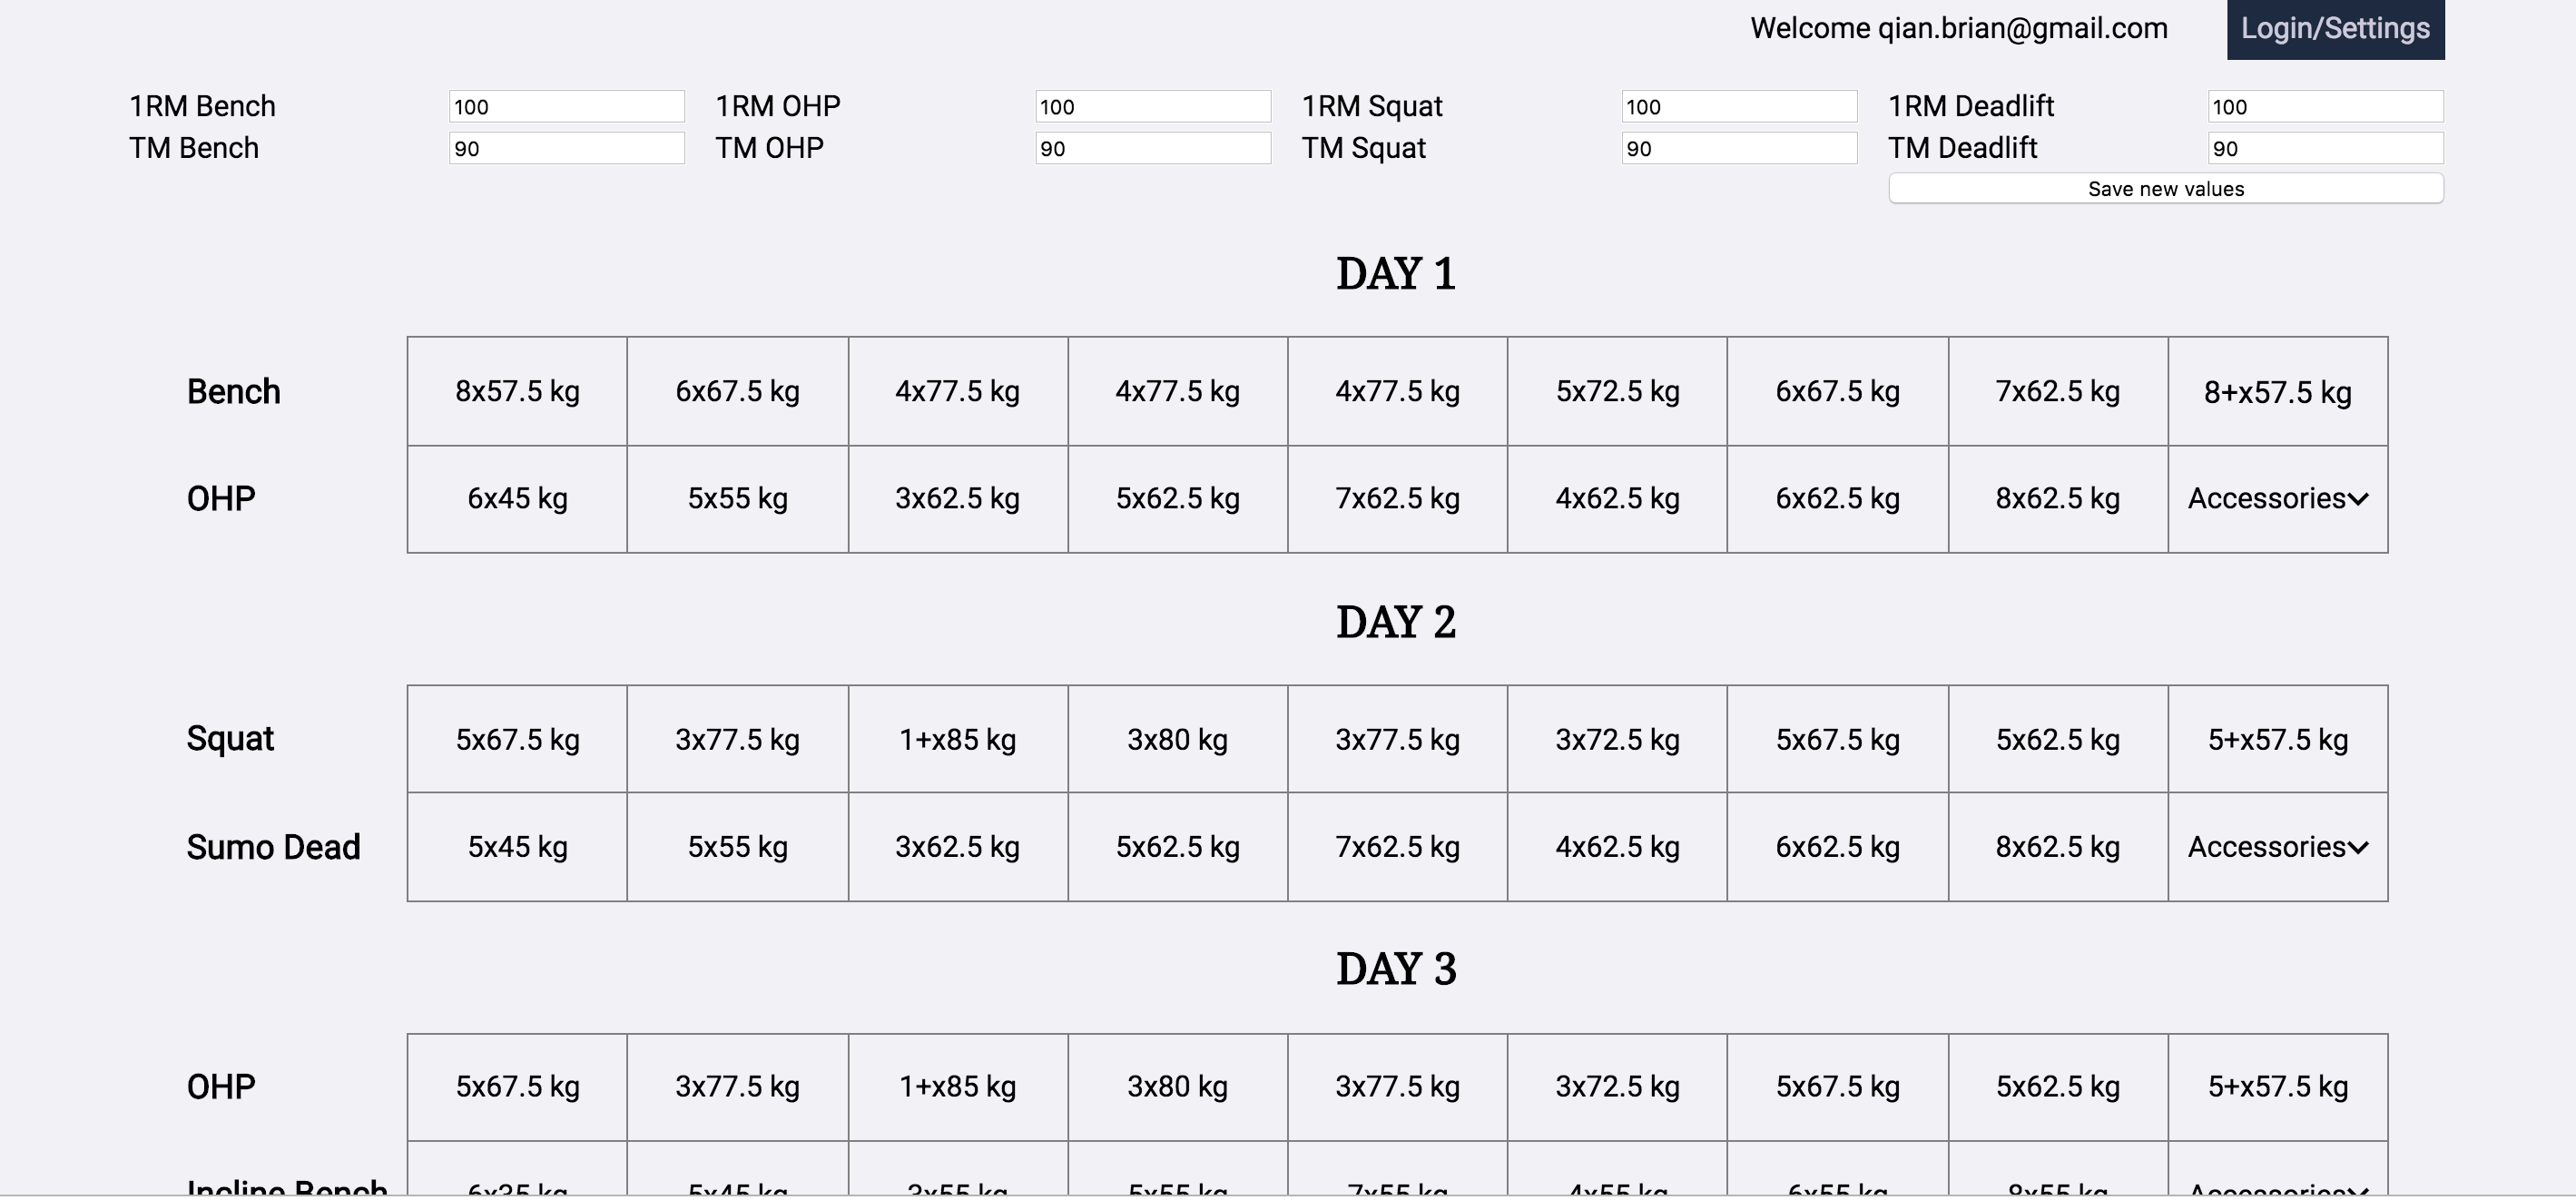 Welcome qian.brian@gmail.com Login/Settings
1RM Bench 100 1RM OHP 100 1RM Squat 100 1RM Deadlift 100
TM Bench 90 TM OHP 90 TM Squat 90 TM Deadlift 90
Save new values
DAY 1
Bench 8x57.5 kg 6x67.5 kg 4x77.5 kg 4x77.5 kg 4x77.5 kg 5x72.5 kg 6x67.5 kg 7x62.5 kg 8+x57.5 kg
OHP 6x45 kg 5x55 kg 3x62.5 kg 5x62.5 kg 7x62.5 kg 4x62.5 kg 6x62.5 kg 8x62.5 kg Accessories
DAY 2
Squat 5x67.5 kg 3x77.5 kg 1+x85 kg 3x80 kg 3x77.5 kg 3x72.5 kg 5x67.5 kg 5x62.5 kg 5+x57.5 kg
Sumo Dead 5x45 kg 5x55 kg 3x62.5 kg 5x62.5 kg 7x62.5 kg 4x62.5 kg 6x62.5 kg 8x62.5 kg Accessories
DAY 3
OHP 5x67.5 kg 3x77.5 kg 1+x85 kg 3x80 kg 3x77.5 kg 3x72.5 kg 5x67.5 kg 5x62.5 kg 5+x57.5 kg
Incline Bench 6x35 kg 5x45 kg 3x55 kg 5x55 kg 7x55 kg 4x55 kg 6x55 kg 8x55 kg Accessories